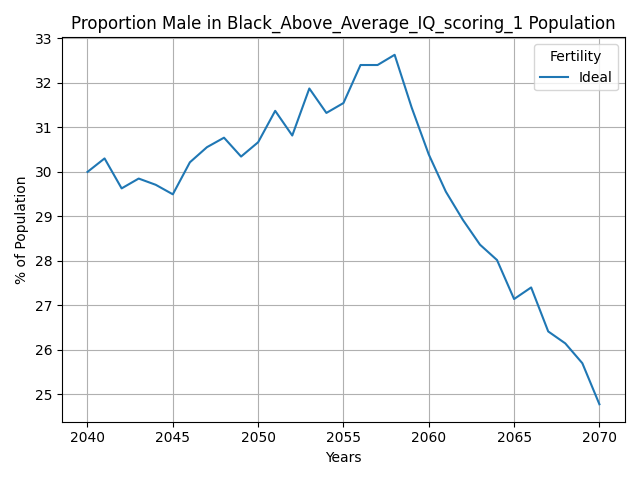 Proportion Male in Black_Above_Average_IQ_scoring_1 Population
33
32
31
30
29
28
27
26
25
% of Population
Fertility
Ideal
2040 2045 2050 2055 2060 2065 2070
Years